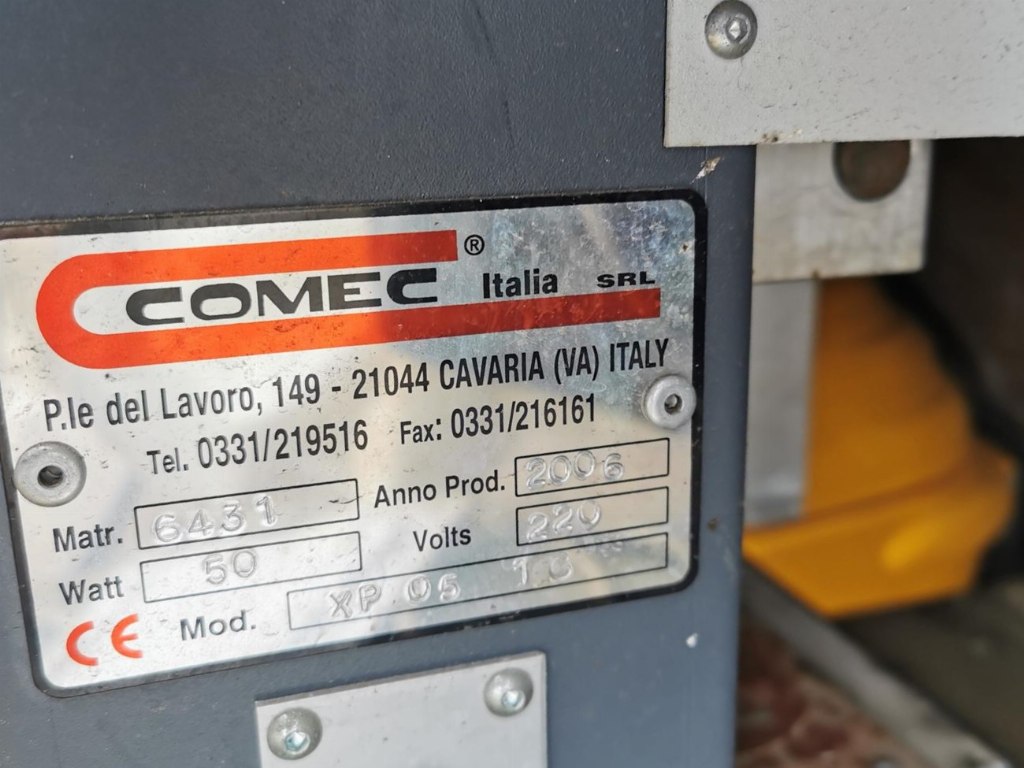 COMEC ® Italia SRL
P.le del Lavoro, 149 - 21044 CAVARIA (VA) ITALY
Tel. 0331/219516 Fax: 0331/216161
Matr. 6431 Anno Prod. 2006
Watt 50 Volts 220
CE Mod. XP 05